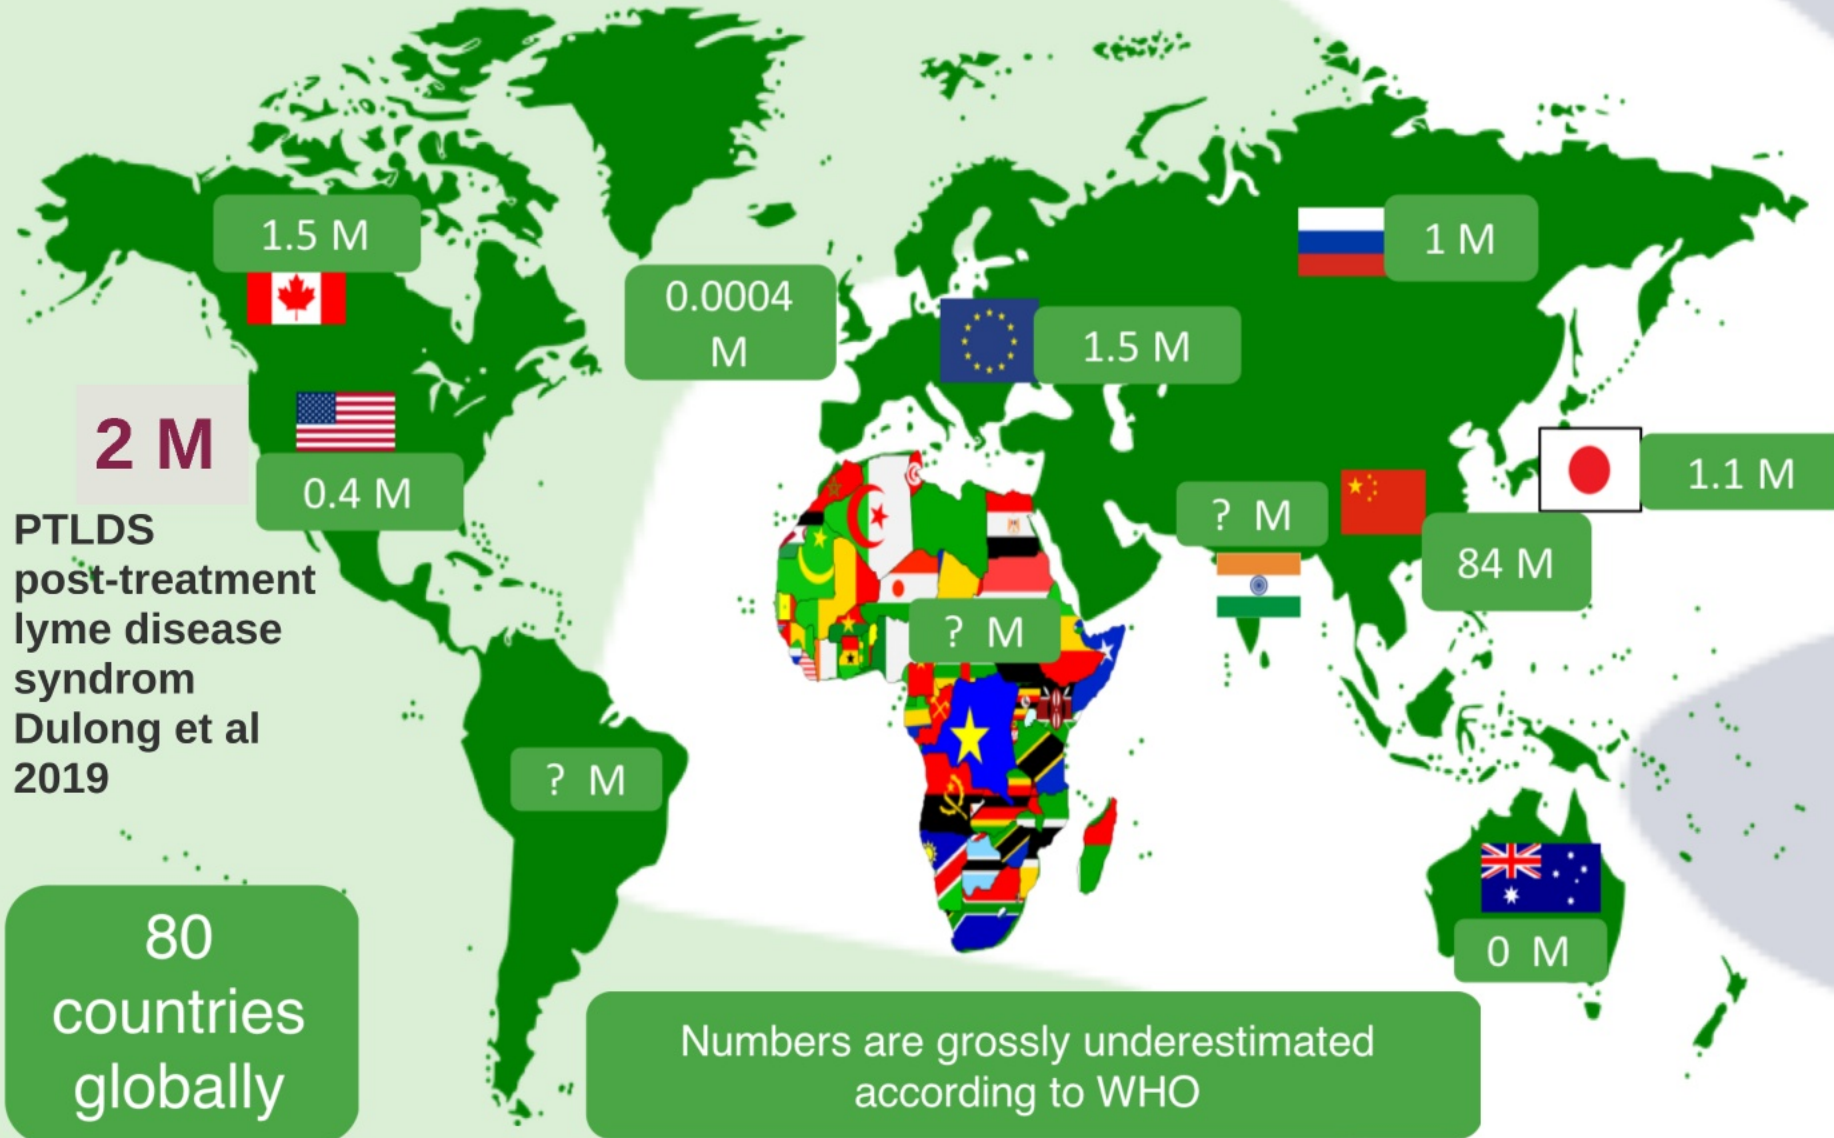 1.5 M
1 M
0.0004
M
1.5 M
2 M
0.4 M
1.1 M
? M
84 M
PTLDS
post-treatment
lyme disease
syndrom
Dulong et al
2019
? M
? M
0 M
80
countries
globally
Numbers are grossly underestimated
according to WHO